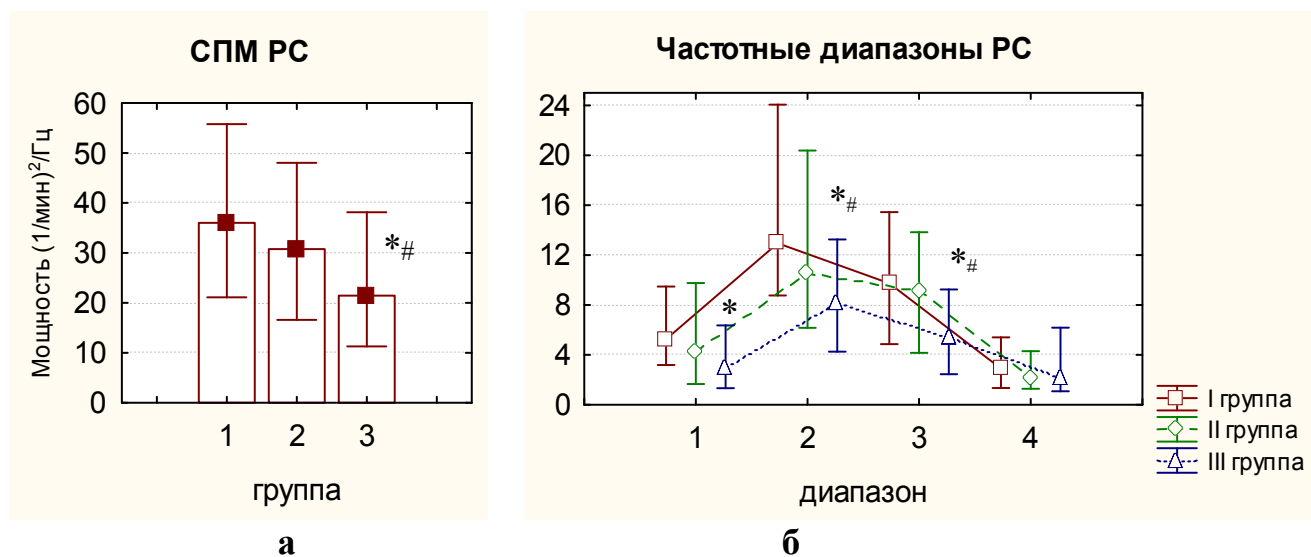 СПМ РС
Мощность (1/мин)²/Гц
60
50
40
30
20
10
0
*#
1 2 3
группа
а
Частотные диапазоны РС
24
20
16
12
8
4
0
*
*#
*#
1 2 3 4
диапазон
I группа
II группа
III группа
б